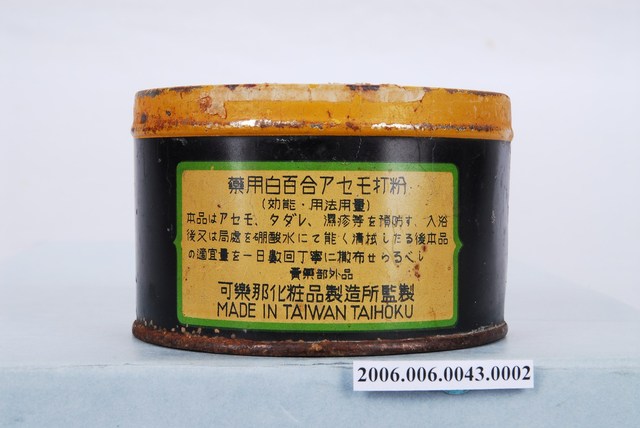 藥用白百合アセモ打粉
(効能・用法用量)
本品はアセモ、タダレ、濕疹等を預防す、入浴
後又は局處を硼酸水にて能く淸拭したる後本品
の適宜量を一日數回丁寧に撒布せらるべし
賣藥部外品
可樂那化粧品製造所監製
MADE IN TAIWAN TAIHOKU
2006.006.0043.0002